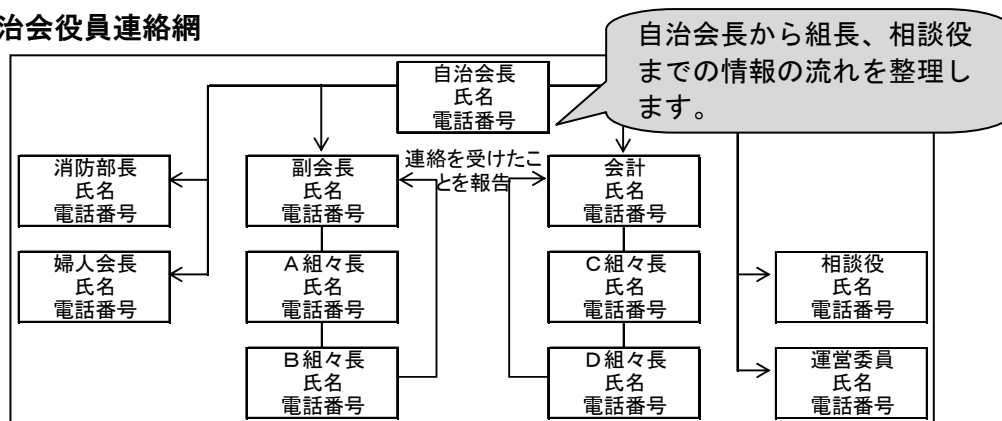 治会役員連絡網
自治会長から組長、相談役
までの情報の流れを整理し
ます。
自治会長
氏名
電話番号
連絡を受けたこ
とを報告
消防部長
氏名
電話番号
副会長
氏名
電話番号
会計
氏名
電話番号
婦人会長
氏名
電話番号
A組々長
氏名
電話番号
C組々長
氏名
電話番号
相談役
氏名
電話番号
B組々長
氏名
電話番号
D組々長
氏名
電話番号
運営委員
氏名
電話番号